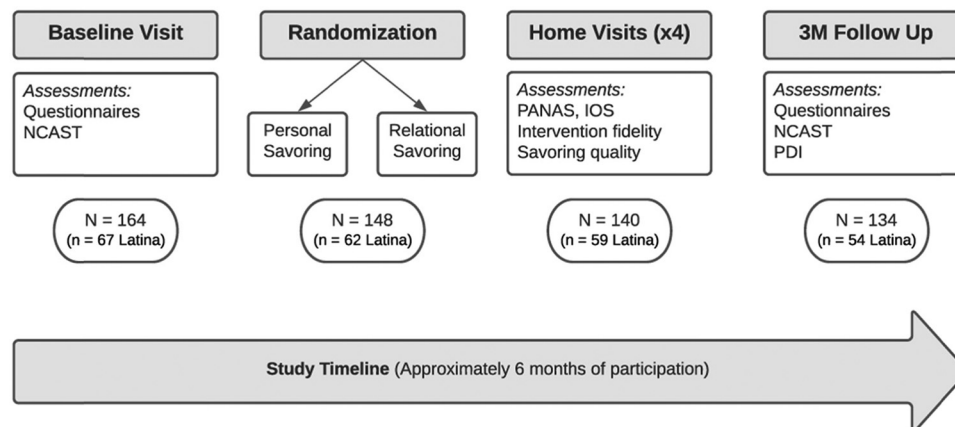 Baseline Visit
Assessments:
Questionnaires
NCAST
N = 164
(n = 67 Latina)
Randomization
Personal
Savoring
Relational
Savoring
N = 148
(n = 62 Latina)
Home Visits (x4)
Assessments:
PANAS, IOS
Intervention fidelity
Savoring quality
N = 140
(n = 59 Latina)
3M Follow Up
Assessments:
Questionnaires
NCAST
PDI
N = 134
(n = 54 Latina)
Study Timeline (Approximately 6 months of participation)